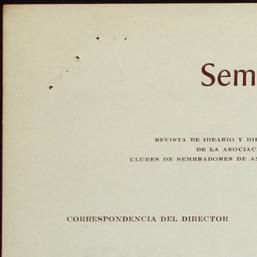 Sem
REVISTA DE IDEARIO Y DI
DE LA ASOCIAC
CLUBES DE SEMBRADORES DE A
CORRESPONDENCIA DEL DIRECTOR